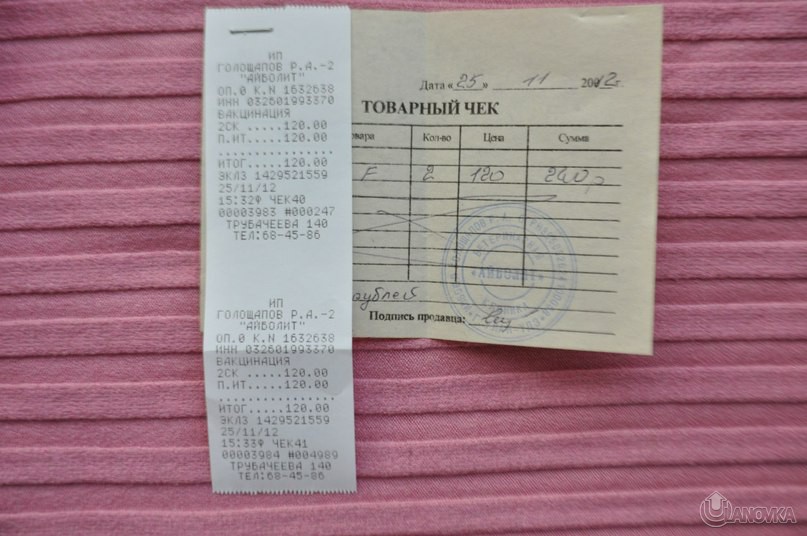 ИП
ГОЛОЩАПОВ Р.А.-2
"АЙБОЛИТ"
ОП.0 К.N 1632638
ИНН 032601993370
ВАКЦИНАЦИЯ
2СК .....120.00
П.ИТ.....120.00
................
ИТОГ.....120.00
ЭКЛЗ 1429521559
25/11/12
15:32Ф ЧЕК40
00003983 #000247
ТРУБАЧЕЕВА 140
ТЕЛ:68-45-86
ИП
ГОЛОЩАПОВ Р.А.-2
"АЙБОЛИТ"
ОП.0 К.N 1632638
ИНН 032601993370
ВАКЦИНАЦИЯ
2СК .....120.00
П.ИТ.....120.00
................
ИТОГ.....120.00
ЭКЛЗ 1429521559
25/11/12
15:33Ф ЧЕК41
00003984 #004989
ТРУБАЧЕЕВА 140
ТЕЛ:68-45-86
Дата «25» 11 2012г
ТОВАРНЫЙ ЧЕК
овара Кол-во Цена Сумма
F 2 120 240
рублей
Подпись продавца:
АЙБОЛИТ
ULANOVKA